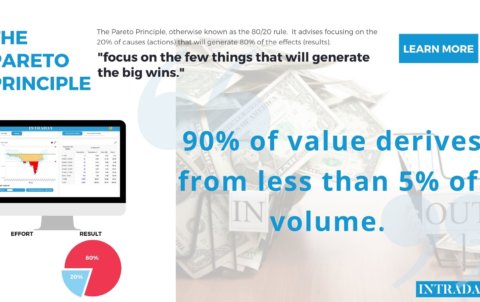 THE
PARETO
PRINCIPLE
The Pareto Principle, otherwise known as the 80/20 rule. It advises focusing on the
20% of causes (actions) that will generate 80% of the effects (results).
"focus on the few things that will generate
the big wins."
LEARN MORE
INTRADAY
90% of value derives
from less than 5% of
volume.
IN
OUT
EFFORT
RESULT
80%
20%
INTRADA